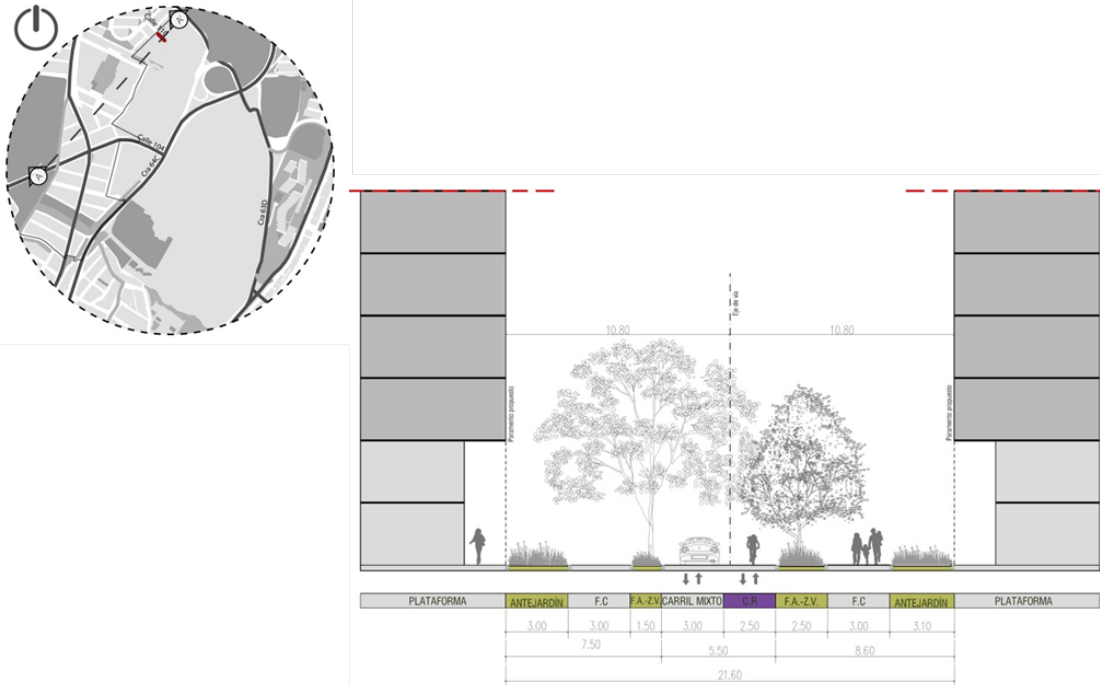 A'
A
Calle 104
Cra 64C
Cra 63D
Eje de vía
10.80
10.80
Paramento propuesto
Paramento propuesto
PLATAFORMA
ANTEJARDÍN
F.C
F.A.-Z.V.
CARRIL MIXTO
C.R
F.A.-Z.V.
F.C
ANTEJARDÍN
PLATAFORMA
3.00
3.00
1.50
3.00
2.50
2.50
3.00
3.10
7.50
5.50
8.60
21.60